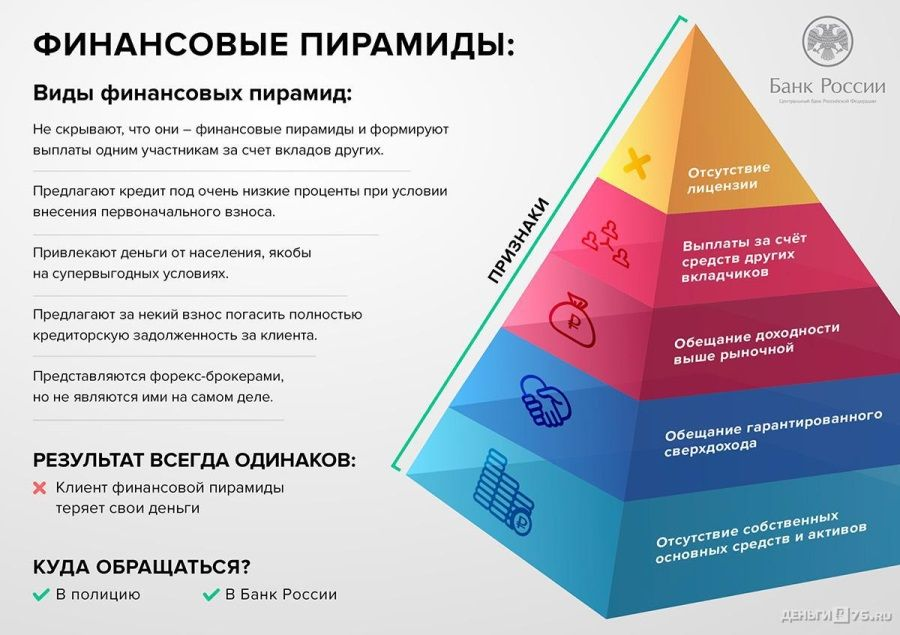 ФИНАНСОВЫЕ ПИРАМИДЫ:
Виды финансовых пирамид:
Не скрывают, что они – финансовые пирамиды и формируют
выплаты одним участникам за счет вкладов других.
Предлагают кредит под очень низкие проценты при условии
внесения первоначального взноса.
Привлекают деньги от населения, якобы
на супервыгодных условиях.
Предлагают за некий взнос погасить полностью
кредиторскую задолженность за клиента.
Представляются форекс-брокерами,
но не являются ими на самом деле.
РЕЗУЛЬТАТ ВСЕГДА ОДИНАКОВ:
Клиент финансовой пирамиды
теряет свои деньги
КУДА ОБРАЩАТЬСЯ?
В полицию
В Банк России
ПРИЗНАКИ
Банк России
Центральный банк Российской Федерации
Отсутствие
лицензии
Выплаты за счёт
средств других
вкладчиков
Обещание доходности
выше рыночной
Обещание гарантированного
сверхдохода
Отсутствие собственных
основных средств и активов
ДЕНЬГИ 75.RU